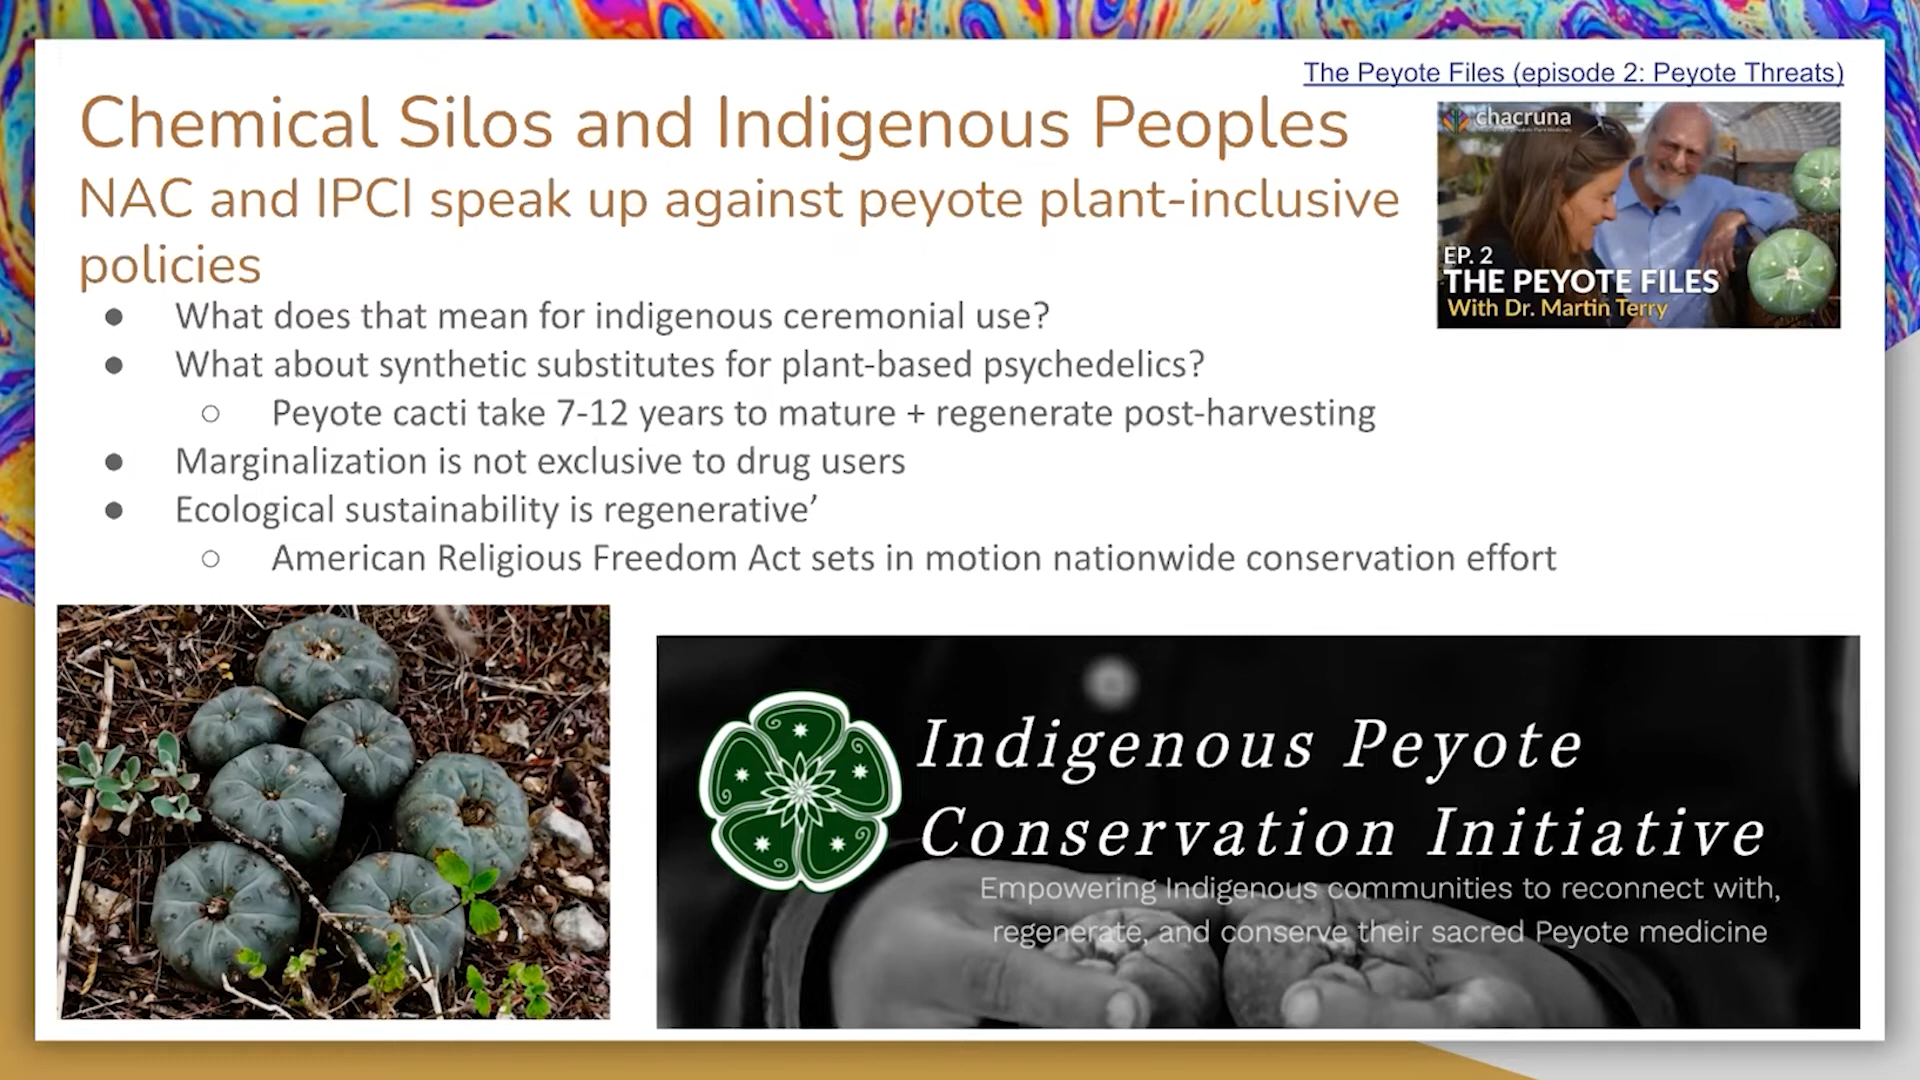 The Peyote Files (episode 2: Peyote Threats)
Chemical Silos and Indigenous Peoples
NAC and IPCI speak up against peyote plant-inclusive
policies
chacruna
EP. 2
THE PEYOTE FILES
With Dr. Martin Terry
● What does that mean for indigenous ceremonial use?
● What about synthetic substitutes for plant-based psychedelics?
○ Peyote cacti take 7-12 years to mature + regenerate post-harvesting
● Marginalization is not exclusive to drug users
● Ecological sustainability is regenerative’
○ American Religious Freedom Act sets in motion nationwide conservation effort
Indigenous Peyote
Conservation Initiative
Empowering Indigenous communities to reconnect with,
regenerate, and conserve their sacred Peyote medicine